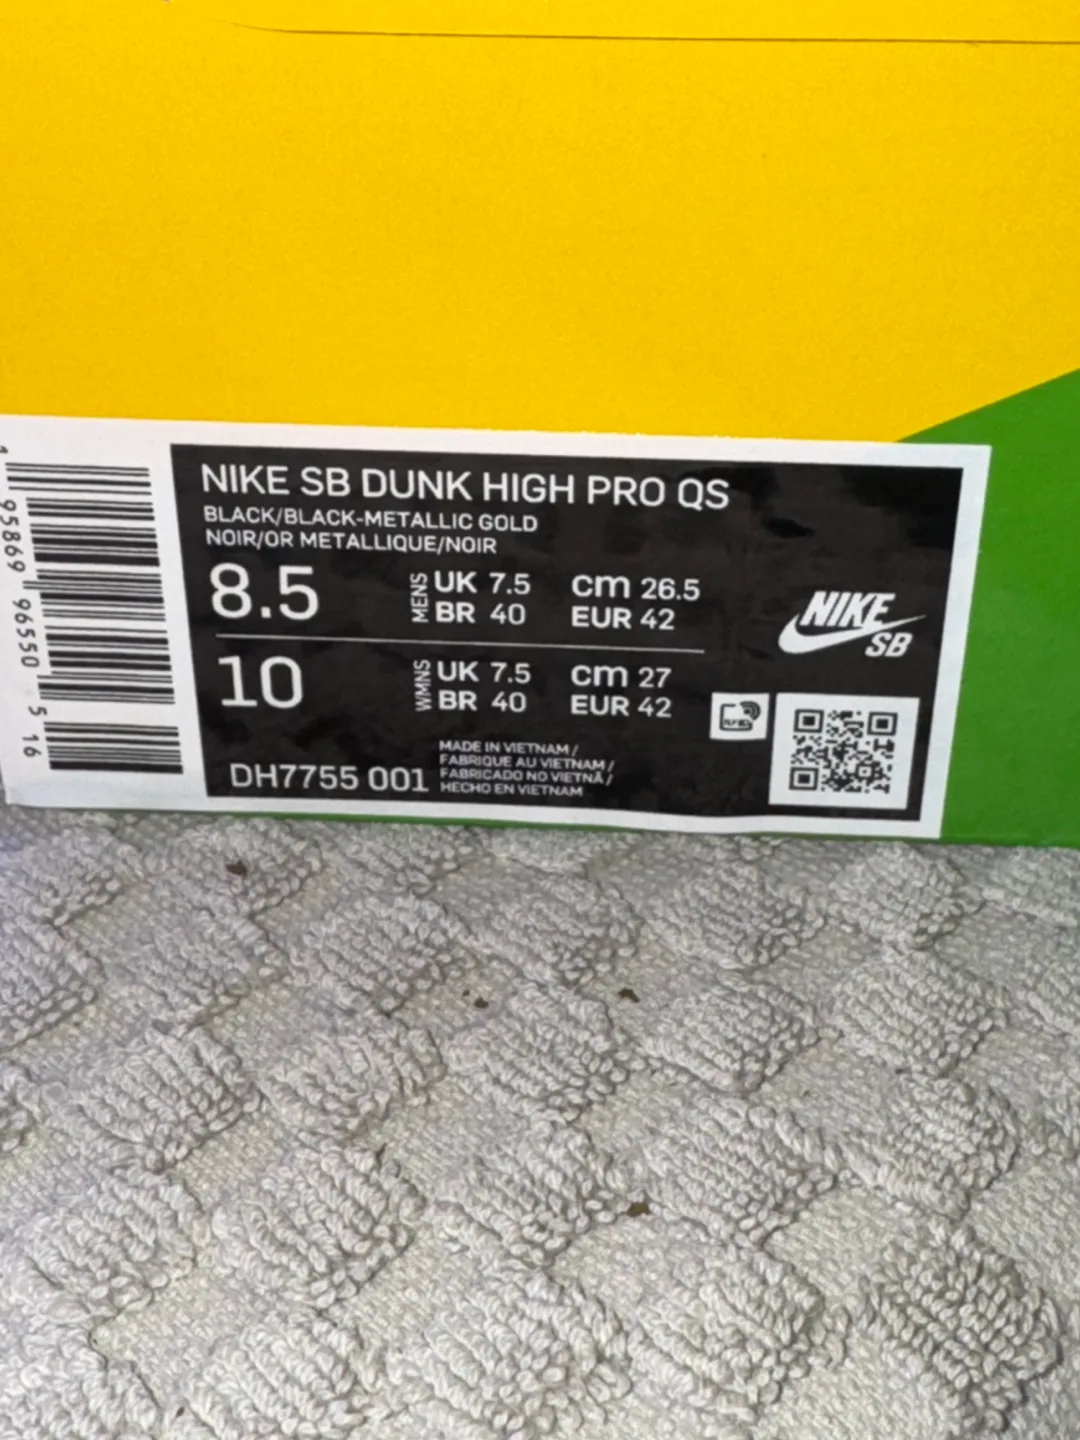 NIKE SB DUNK HIGH PRO QS
BLACK/BLACK-METALLIC GOLD
NOIR/OR METALLIQUE/NOIR
8.5
MENS
UK 7.5 cm 26.5
BR 40 EUR 42
10
WMNS
UK 7.5 cm 27
BR 40 EUR 42
DH7755 001
MADE IN VIETNAM /
FABRIQUE AU VIETNAM /
FABRICADO NO VIETNÃ /
HECHO EN VIETNAM
NIKE
SB
1 95869 96550 5 16